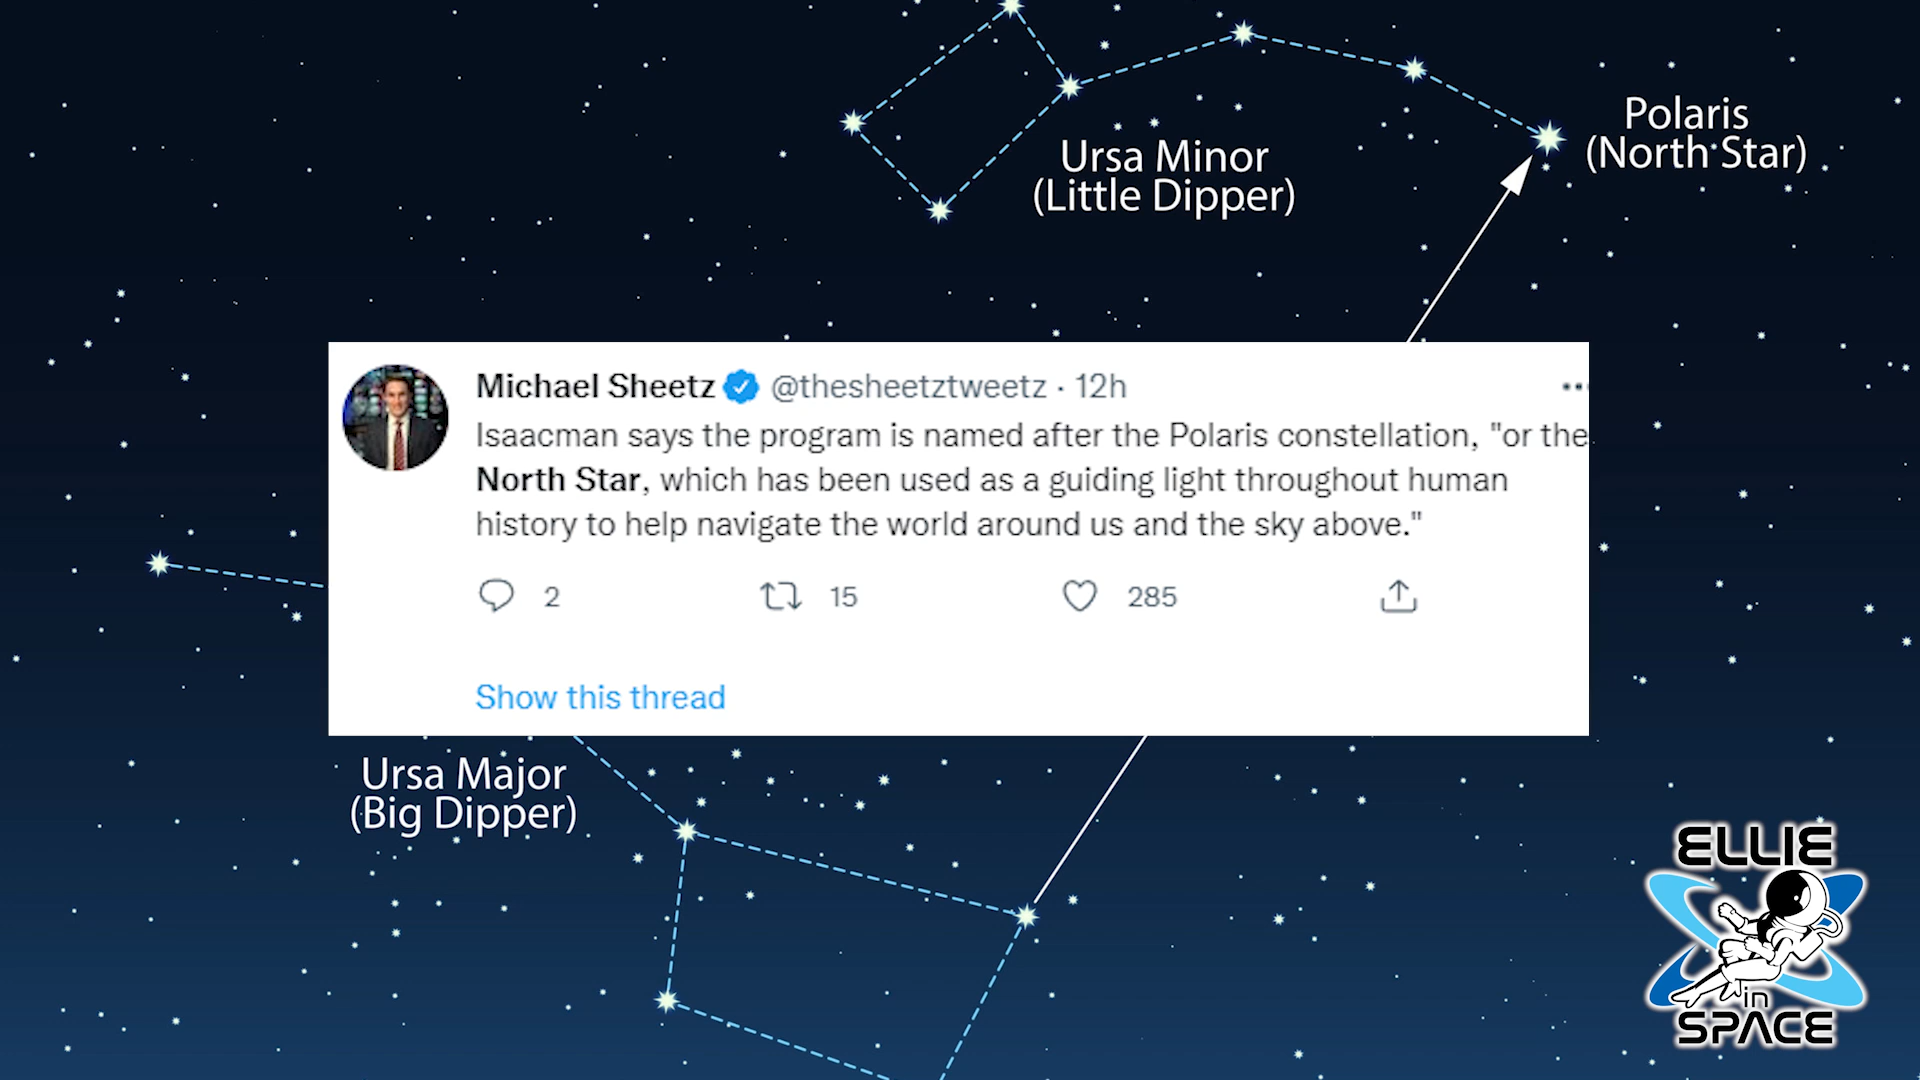 Polaris
(North Star)
Ursa Minor
(Little Dipper)
Michael Sheetz @thesheetztweetz · 12h
Isaacman says the program is named after the Polaris constellation, "or the
North Star, which has been used as a guiding light throughout human
history to help navigate the world around us and the sky above."
2 15 285
Show this thread
Ursa Major
(Big Dipper)
ELLIE
in
SPACE